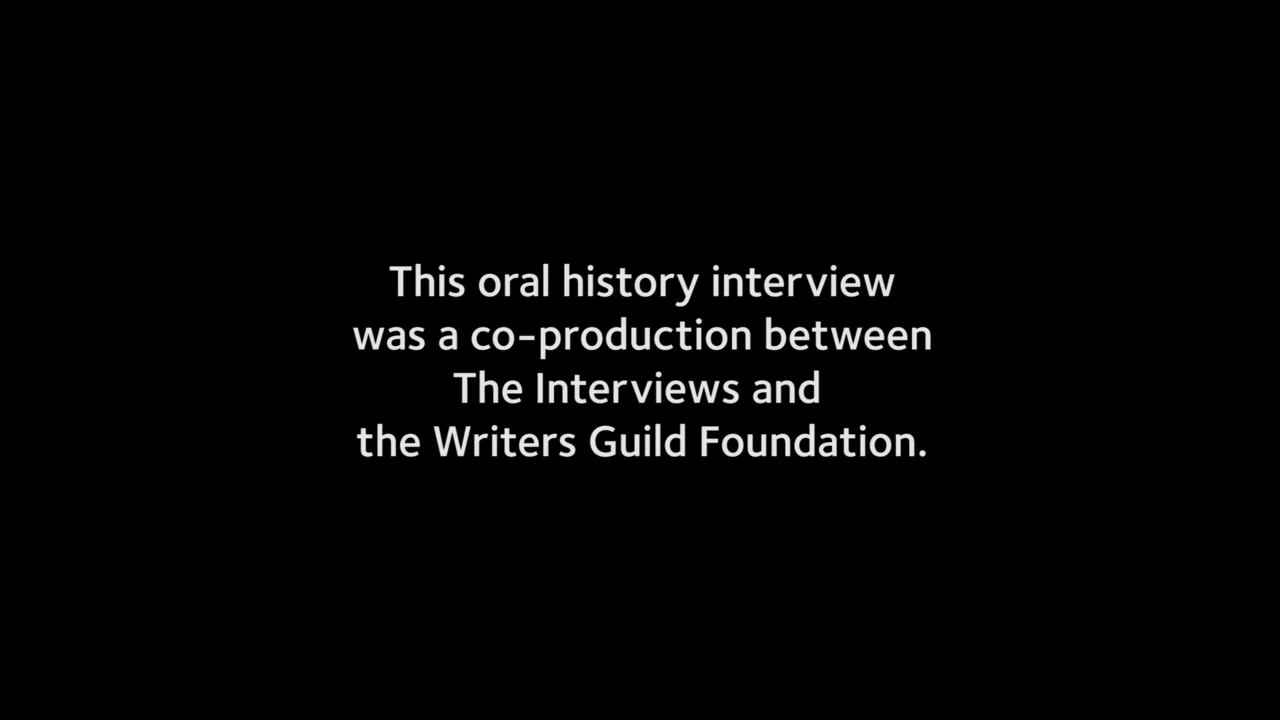 This oral history interview
was a co-production between
The Interviews and
the Writers Guild Foundation.